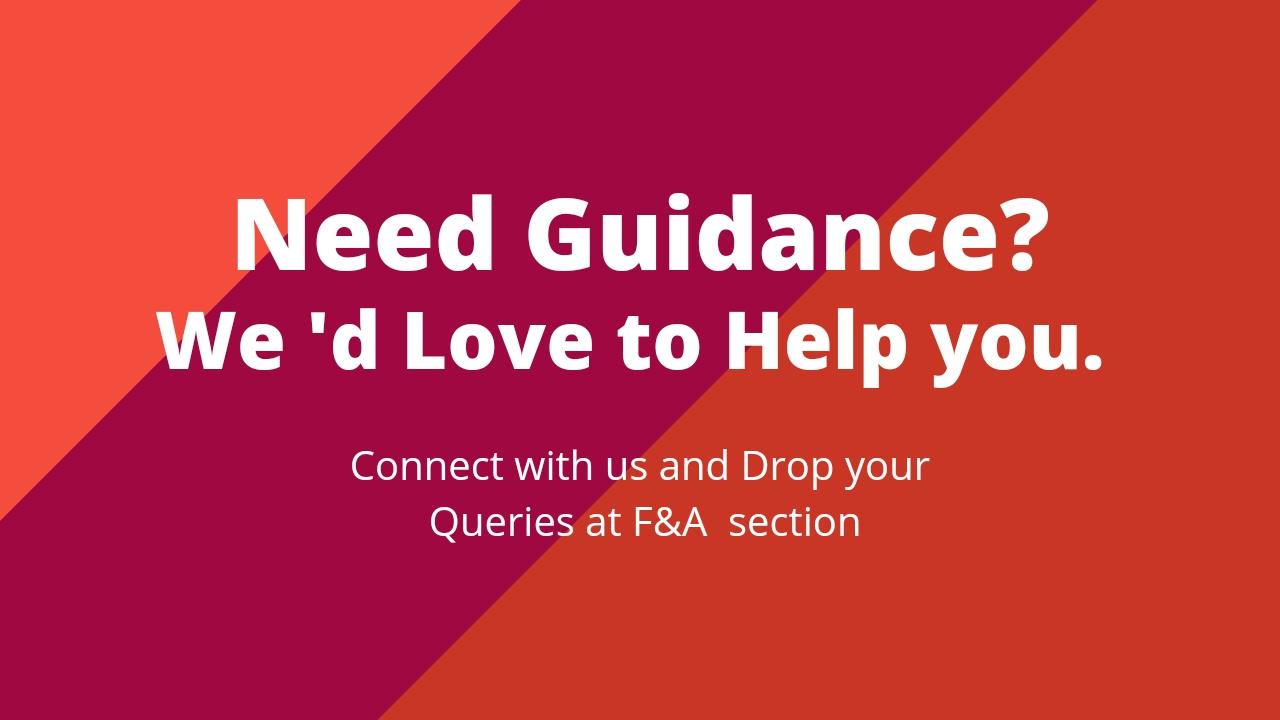 Need Guidance?
We 'd Love to Help you.
Connect with us and Drop your
Queries at F&A  section